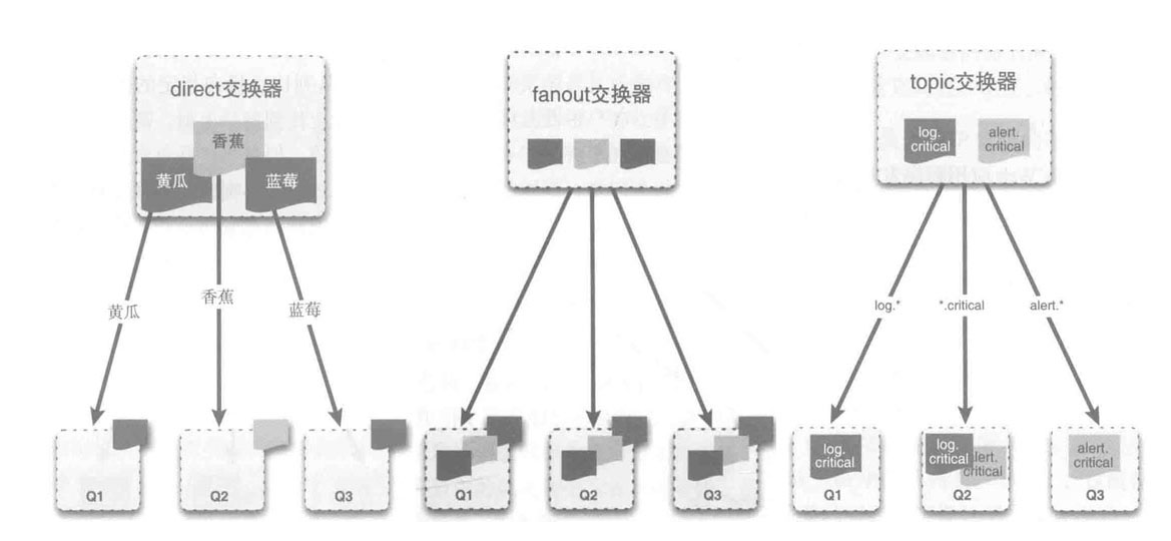 direct交换器
香蕉
黄瓜
蓝莓
黄瓜
香蕉
蓝莓
Q1
Q2
Q3
fanout交换器
Q1
Q2
Q3
topic交换器
log.
critical
alert.
critical
log.*
*.critical
alert.*
log.
critical
Q1
log.
critical
alert.
critical
Q2
alert.
critical
Q3